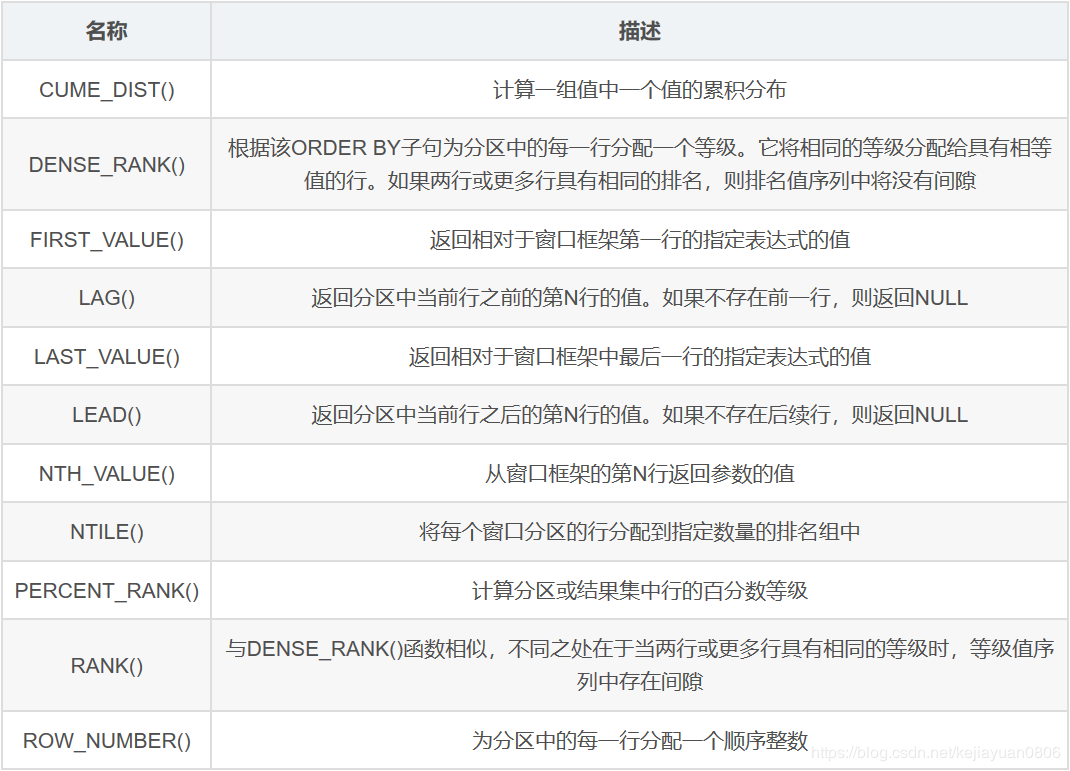 名称 描述
CUME_DIST() 计算一组值中一个值的累积分布
DENSE_RANK() 根据该ORDER BY子句为分区中的每一行分配一个等级。它将相同的等级分配给具有相等
值的行。如果两行或更多行具有相同的排名，则排名值序列中将没有间隙
FIRST_VALUE() 返回相对于窗口框架第一行的指定表达式的值
LAG() 返回分区中当前行之前的第N行的值。如果不存在前一行，则返回NULL
LAST_VALUE() 返回相对于窗口框架中最后一行的指定表达式的值
LEAD() 返回分区中当前行之后的第N行的值。如果不存在后续行，则返回NULL
NTH_VALUE() 从窗口框架的第N行返回参数的值
NTILE() 将每个窗口分区的行分配到指定数量的排名组中
PERCENT_RANK() 计算分区或结果集中行的百分数等级
RANK() 与DENSE_RANK()函数相似，不同之处在于当两行或更多行具有相同的等级时，等级值序
列中存在间隙
ROW_NUMBER() 为分区中的每一行分配一个顺序整数
https://blog.csdn.net/kejiayuan0806